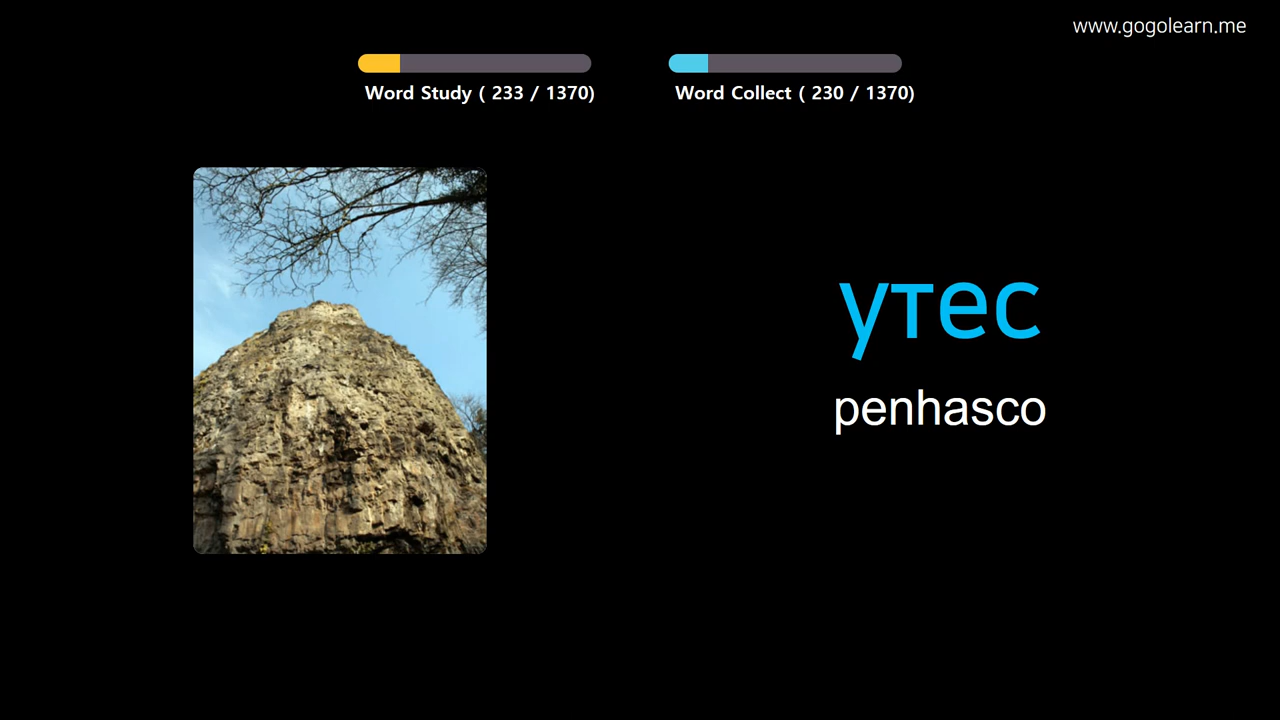 www.gogolearn.me
Word Study ( 233 / 1370)
Word Collect ( 230 / 1370)
утес
penhasco